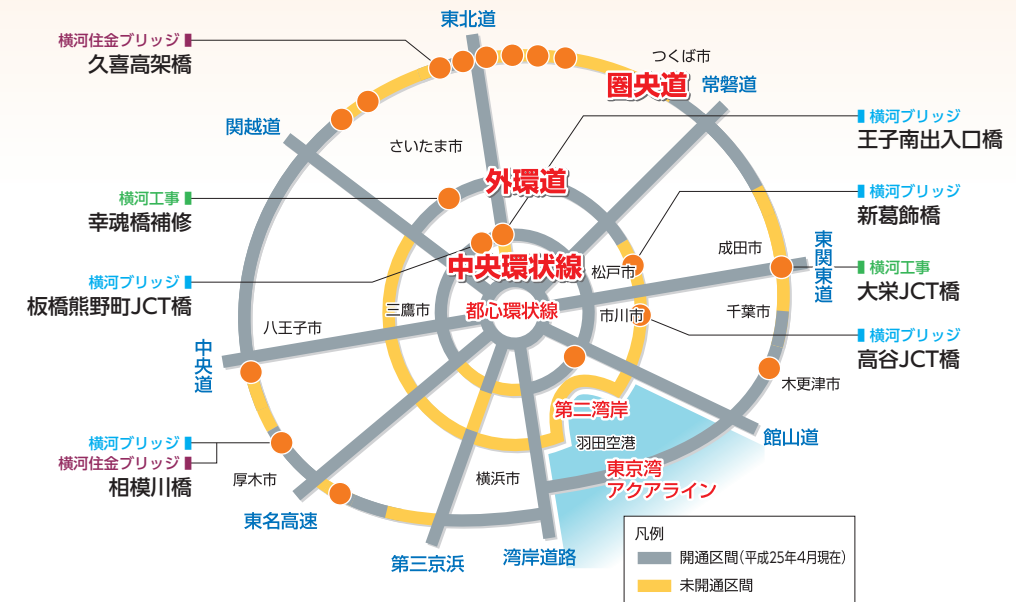 東北道
横河住金ブリッジ
久喜高架橋
つくば市
圏央道
常磐道
関越道
さいたま市
横河ブリッジ
王子南出入口橋
外環道
横河工事
幸魂橋補修
横河ブリッジ
新葛飾橋
成田市
東関東道
中央環状線
松戸市
横河工事
大栄JCT橋
横河ブリッジ
板橋熊野町JCT橋
三鷹市
都心環状線
市川市
千葉市
八王子市
横河ブリッジ
高谷JCT橋
中央道
木更津市
第二湾岸
館山道
横河ブリッジ
横河住金ブリッジ
相模川橋
羽田空港
厚木市
横浜市
東京湾
アクアライン
東名高速
第三京浜
湾岸道路
凡例
開通区間(平成25年4月現在)
未開通区間